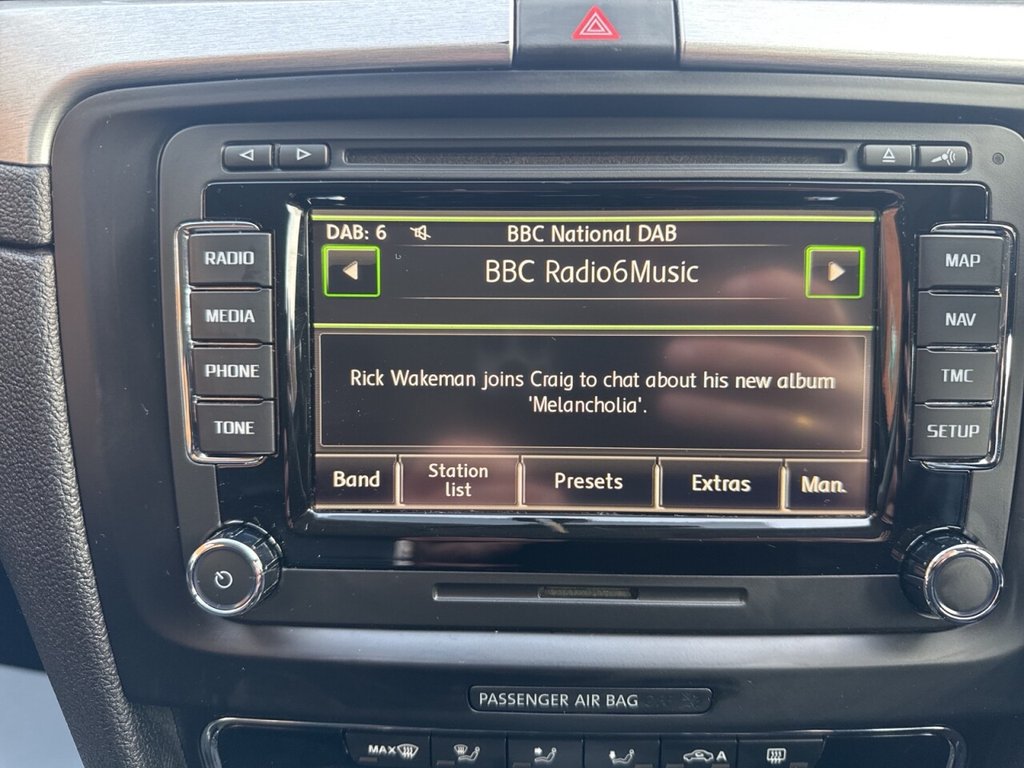 DAB: 6 BBC National DAB
BBC Radio6Music
RADIO
MEDIA
PHONE
TONE
MAP
NAV
TMC
SETUP
Rick Wakeman joins Craig to chat about his new album
'Melancholia'.
Band
Station
list
Presets
Extras
Man.
PASSENGER AIR BAG
MAX
A